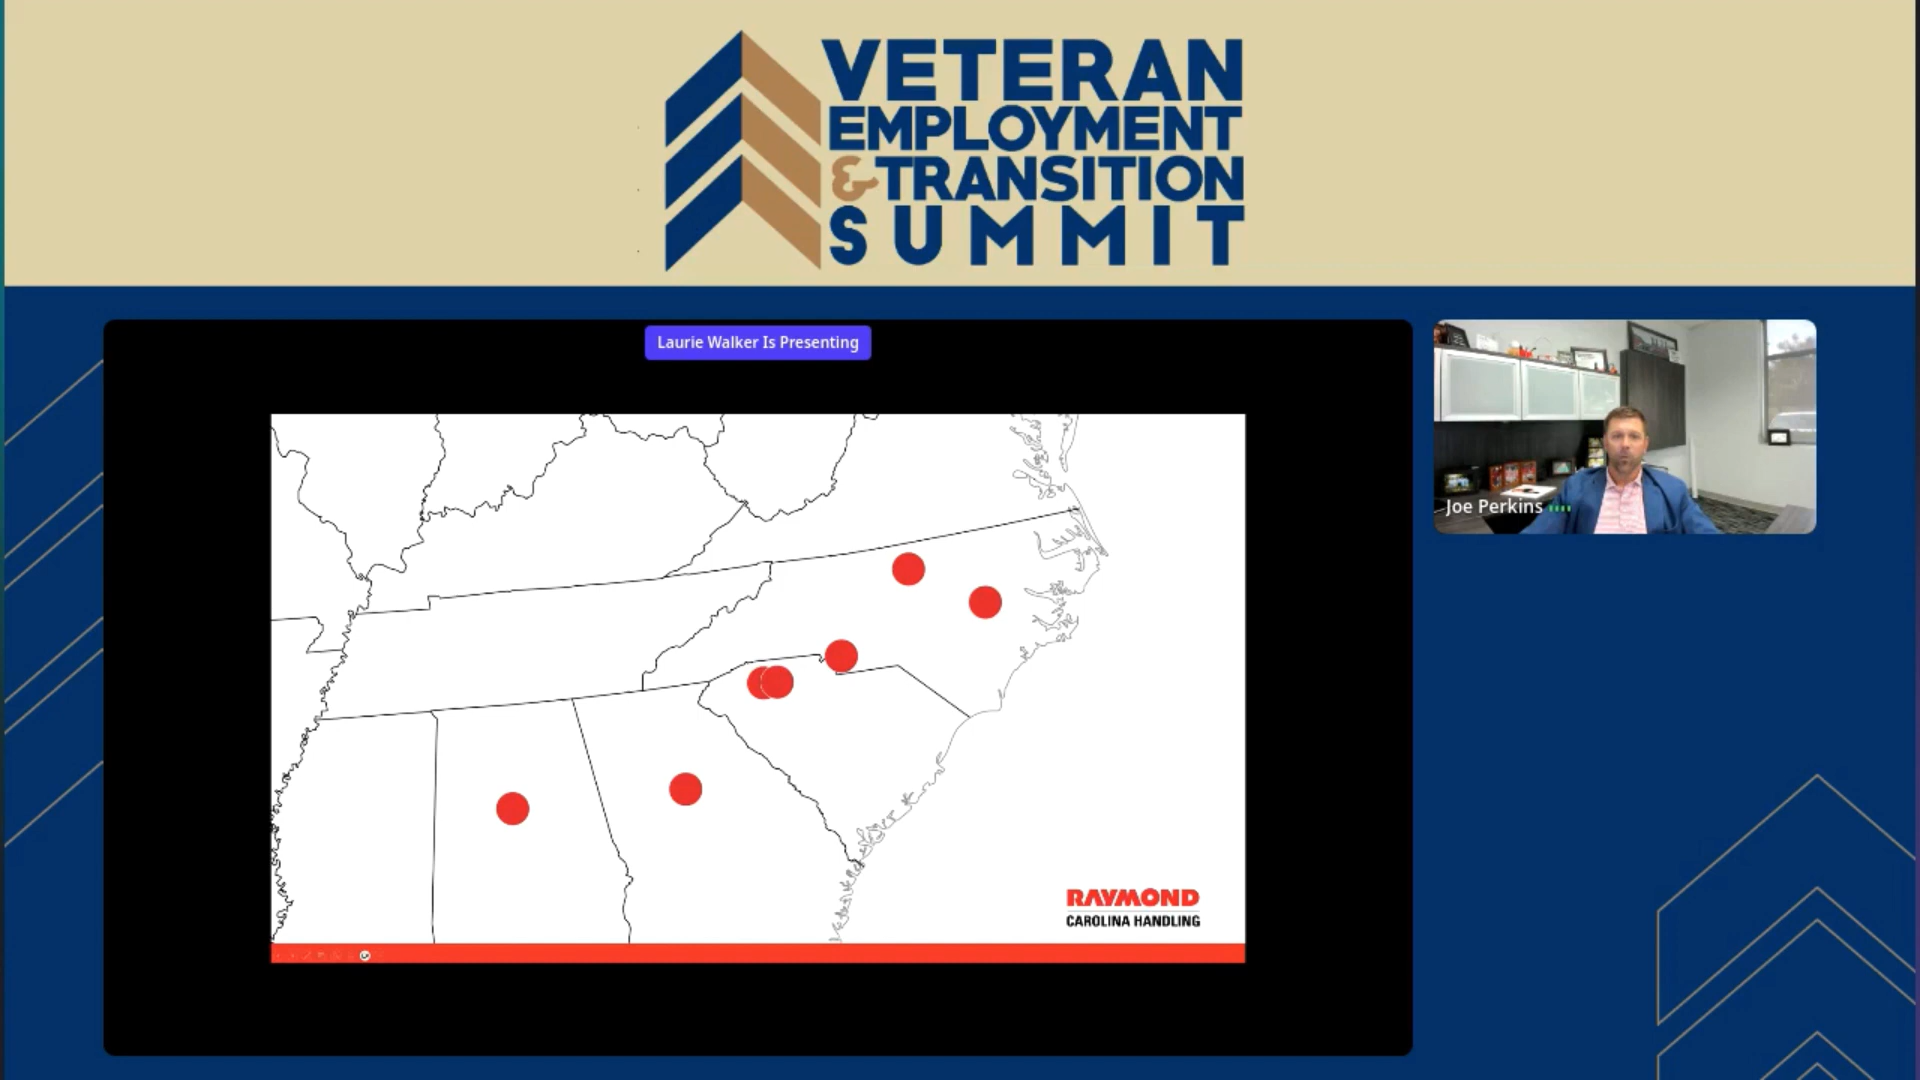 VETERAN
EMPLOYMENT
& TRANSITION
SUMMIT
Laurie Walker Is Presenting
Joe Perkins
RAYMOND
CAROLINA HANDLING